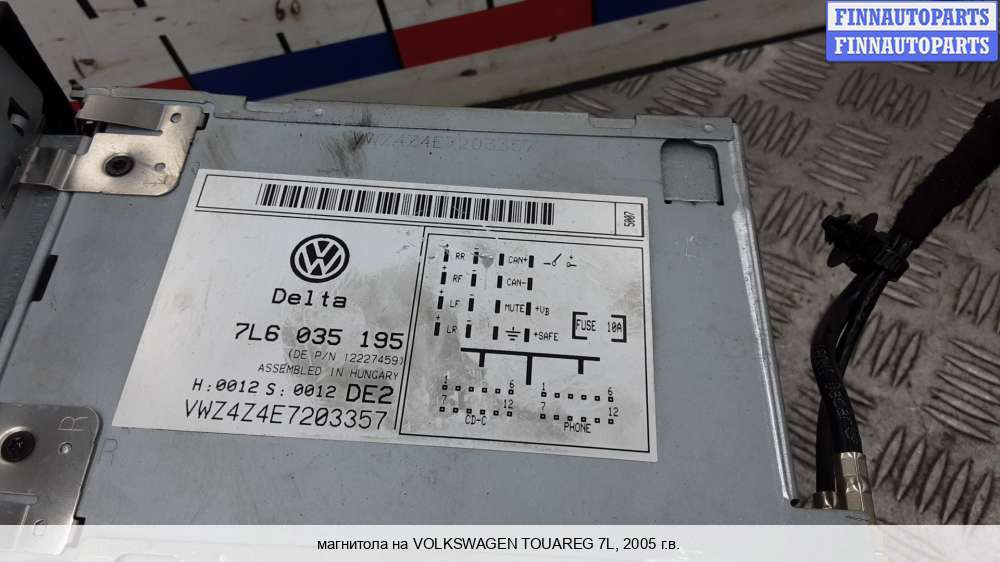 FINNAUTOPARTS
FINNAUTOPARTS
VWZ4Z4E7203357
5007
Delta
7L6 035 195
(DE P/N 12227459)
ASSEMBLED IN HUNGARY
H:0012 S:0012 DE2
VWZ4Z4E7203357
+ RR - CAN+
+ RF - CAN-
+ LF - MUTE +VB
+ LR - +SAFE
FUSE 10A
1 6 1 6
7 12 7 12
CD-C PHONE
R
магнитола на VOLKSWAGEN TOUAREG 7L, 2005 г.в.